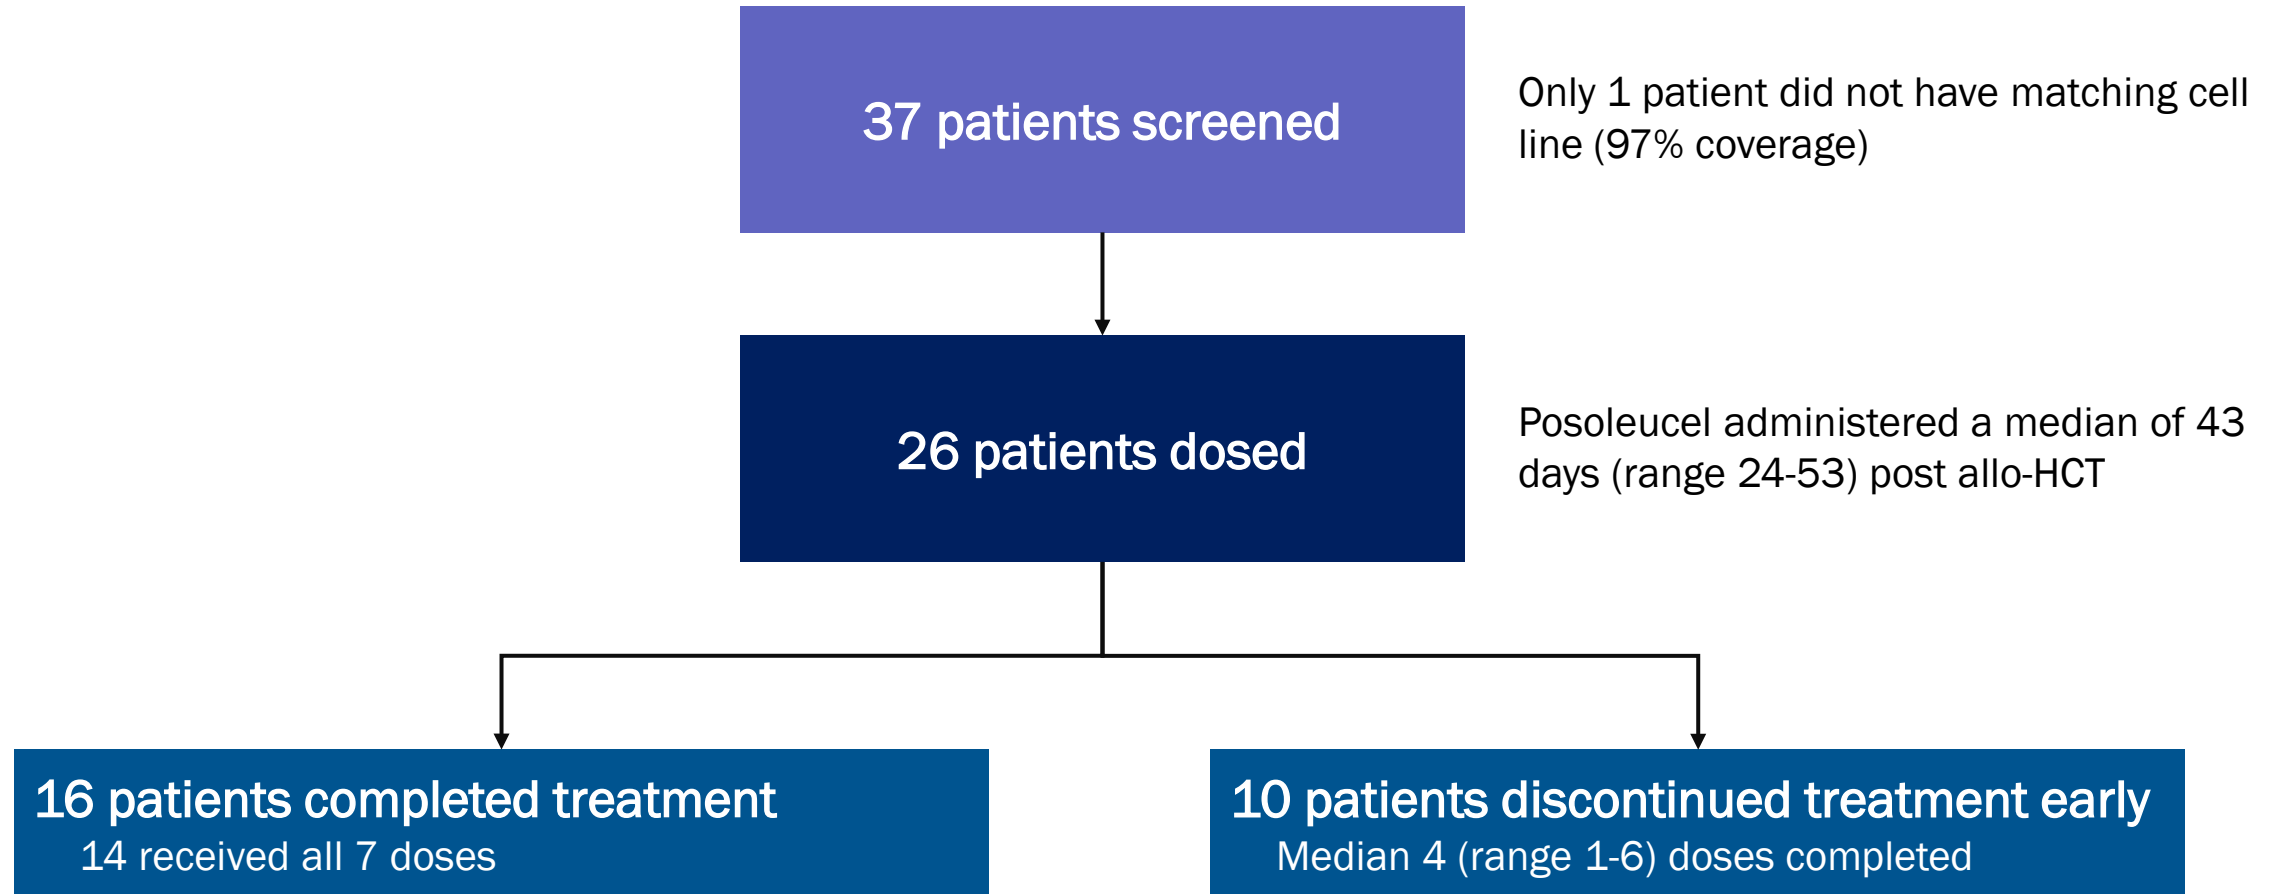 37 patients screened
Only 1 patient did not have matching cell
line (97% coverage)
26 patients dosed
Posoleucel administered a median of 43
days (range 24-53) post allo-HCT
16 patients completed treatment
14 received all 7 doses
10 patients discontinued treatment early
Median 4 (range 1-6) doses completed